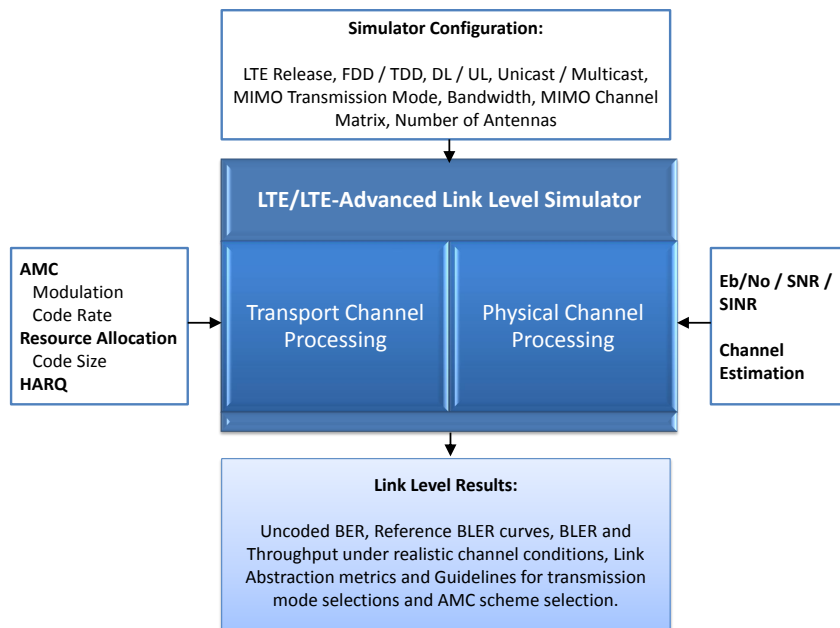 Simulator Configuration:
LTE Release, FDD / TDD, DL / UL, Unicast / Multicast,
MIMO Transmission Mode, Bandwidth, MIMO Channel
Matrix, Number of Antennas
LTE/LTE-Advanced Link Level Simulator
AMC
Modulation
Code Rate
Resource Allocation
Code Size
HARQ
Transport Channel
Processing
Physical Channel
Processing
Eb/No / SNR /
SINR
Channel
Estimation
Link Level Results:
Uncoded BER, Reference BLER curves, BLER and
Throughput under realistic channel conditions, Link
Abstraction metrics and Guidelines for transmission
mode selections and AMC scheme selection.